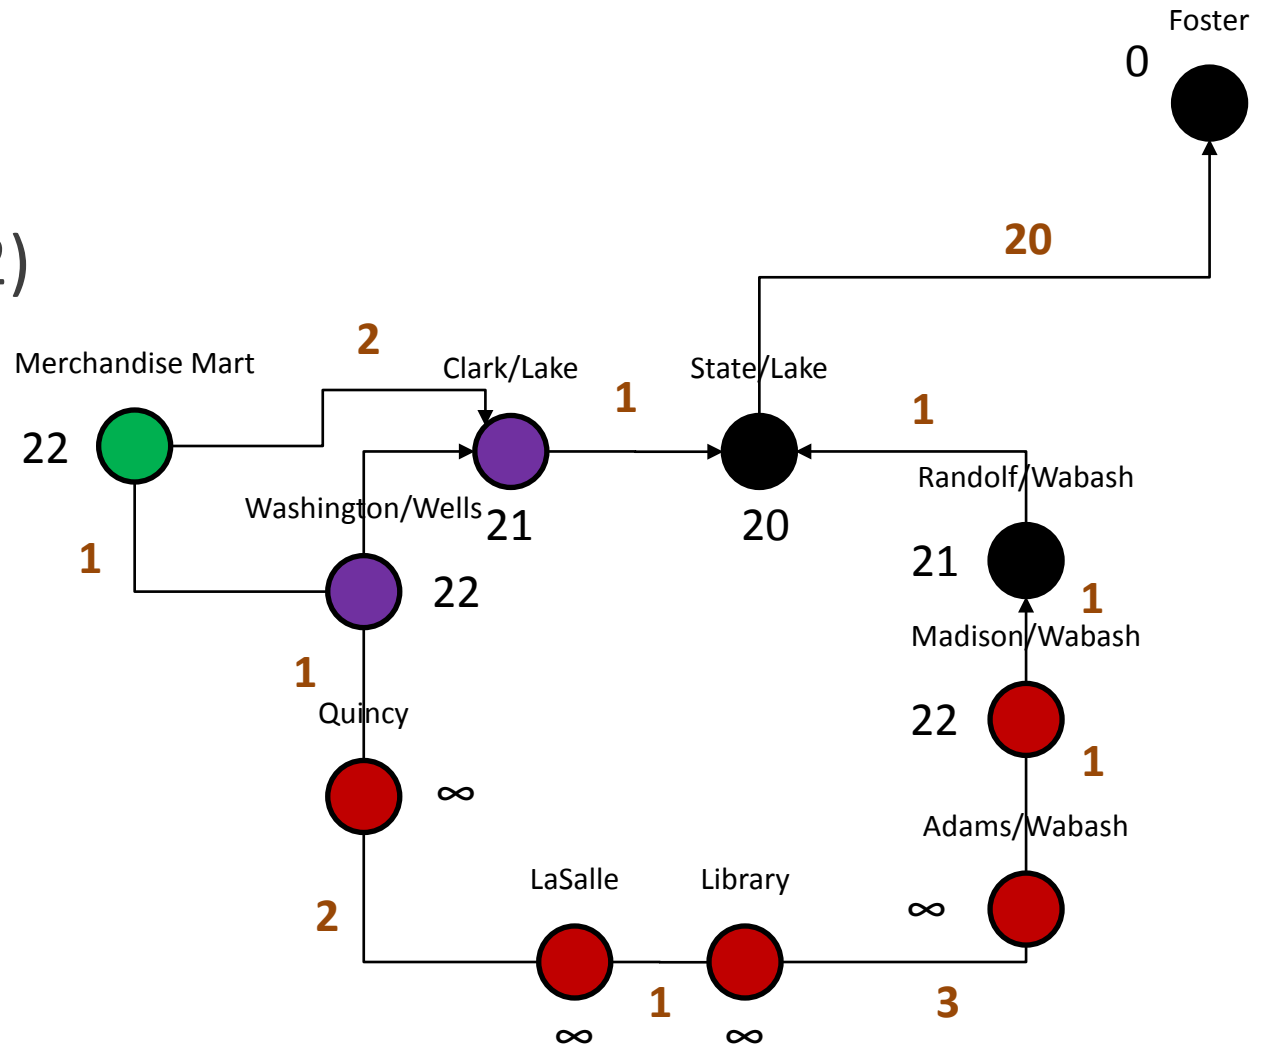 Foster
0
20
2)
2
Merchandise Mart
Clark/Lake
State/Lake
1
1
22
Randolf/Wabash
Washington/Wells
21
20
1
21
22
1
Madison/Wabash
1
Quincy
22
1
∞
Adams/Wabash
LaSalle
Library
2
∞
1
3
∞
∞